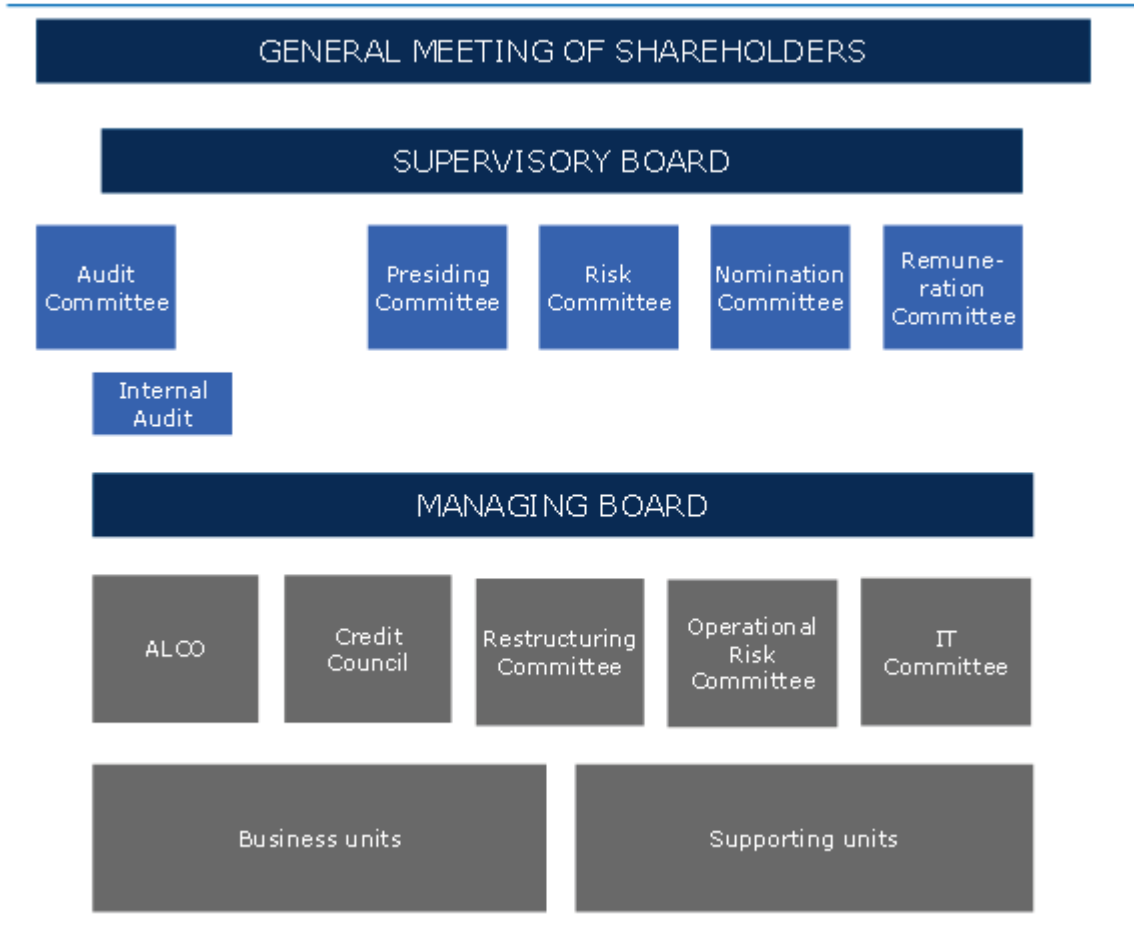 GENERAL MEETING OF SHAREHOLDERS
SUPERVISORY BOARD
Audit
Committee
Presiding
Committee
Risk
Committee
Nomination
Committee
Remune-
ration
Committee
Internal
Audit
MANAGING BOARD
ALCO
Credit
Council
Restructuring
Committee
Operational
Risk
Committee
IT
Committee
Business units
Supporting units